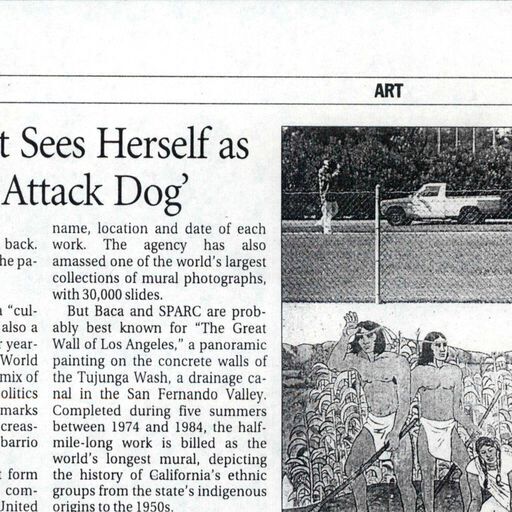 ART
t Sees Herself as
Attack Dog'
back.
he pa-
"cul-
also a
year-
World
mix of
olitics
marks
creas-
barrio
t form
com-
United
name, location and date of each
work. The agency has also
amassed one of the world's largest
collections of mural photographs,
with 30,000 slides.
But Baca and SPARC are prob-
ably best known for "The Great
Wall of Los Angeles," a panoramic
painting on the concrete walls of
the Tujunga Wash, a drainage ca-
nal in the San Fernando Valley.
Completed during five summers
between 1974 and 1984, the half-
mile-long work is billed as the
world's longest mural, depicting
the history of California's ethnic
groups from the state's indigenous
origins to the 1950s.